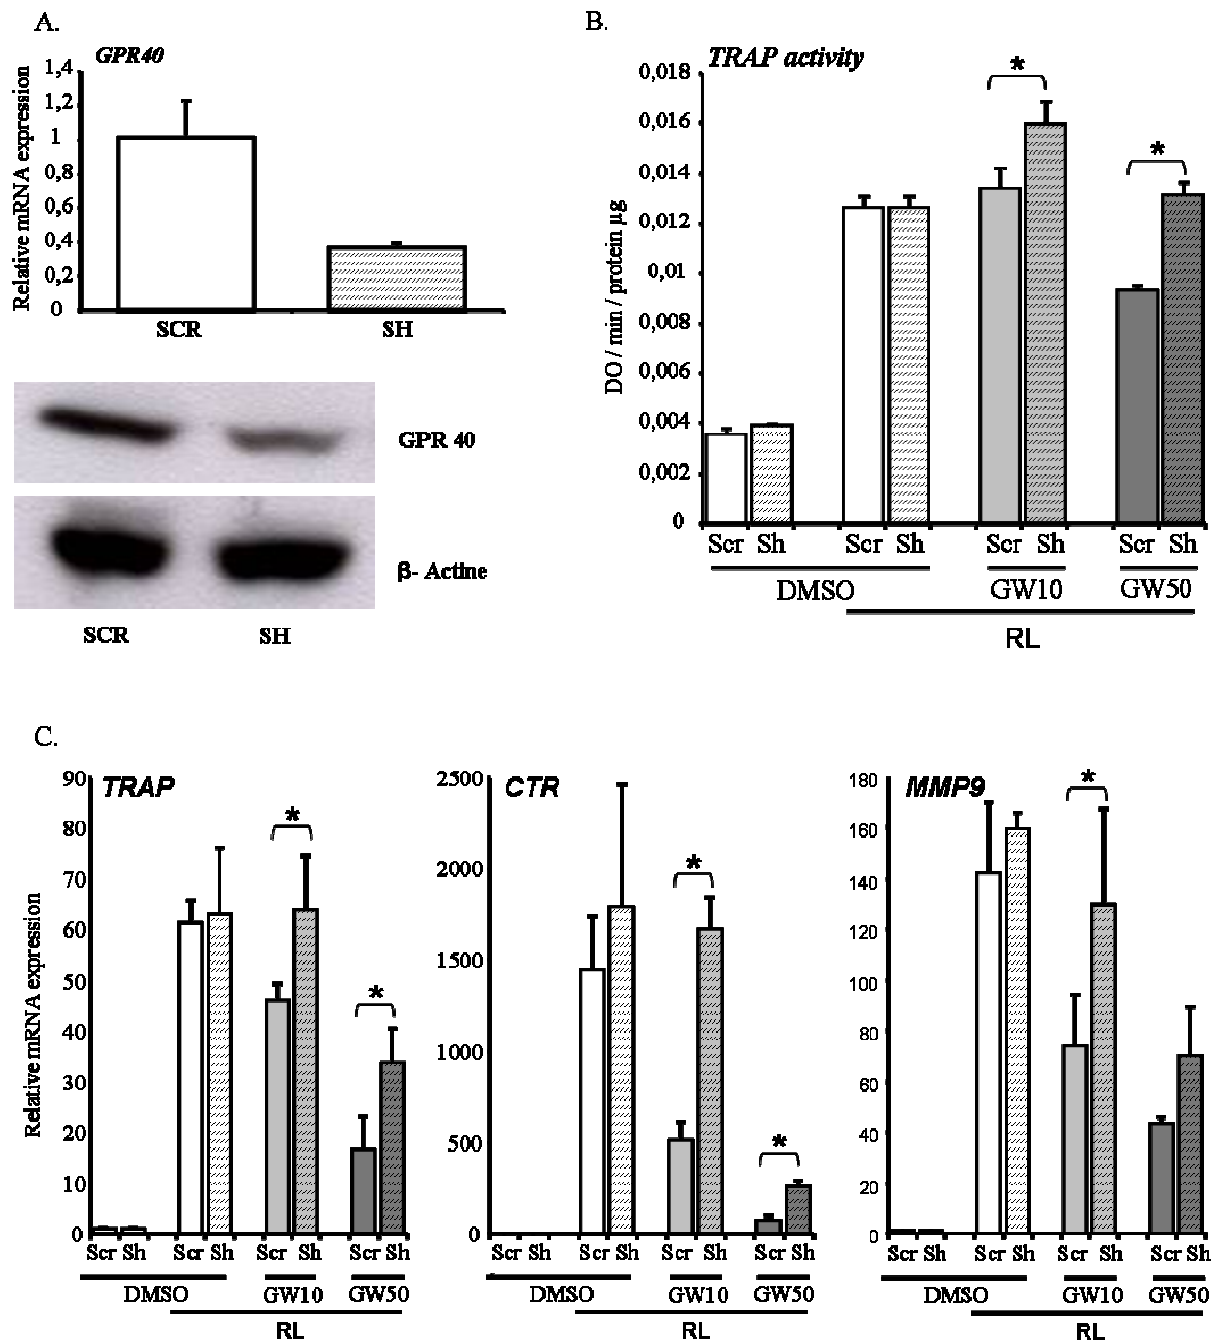 A.
GPR40
Relative mRNA expression
1,4
1,2
1
0,8
0,6
0,4
0,2
0
SCR SH
GPR 40
β- Actine
SCR SH
B.
TRAP activity
DO / min / protein µg
0,018
0,016
0,014
0,012
0,01
0,008
0,006
0,004
0,002
0
*
*
Scr Sh Scr Sh Scr Sh Scr Sh
DMSO GW10 GW50
RL
C.
TRAP
Relative mRNA expression
90
80
70
60
50
40
30
20
10
0
*
*
Scr Sh Scr Sh Scr Sh Scr Sh
DMSO GW10 GW50
RL
CTR
2500
2000
1500
1000
500
0
*
*
Scr Sh Scr Sh Scr Sh Scr Sh
DMSO GW10 GW50
RL
MMP9
180
160
140
120
100
80
60
40
20
0
*
Scr Sh Scr Sh Scr Sh Scr Sh
DMSO GW10 GW50
RL